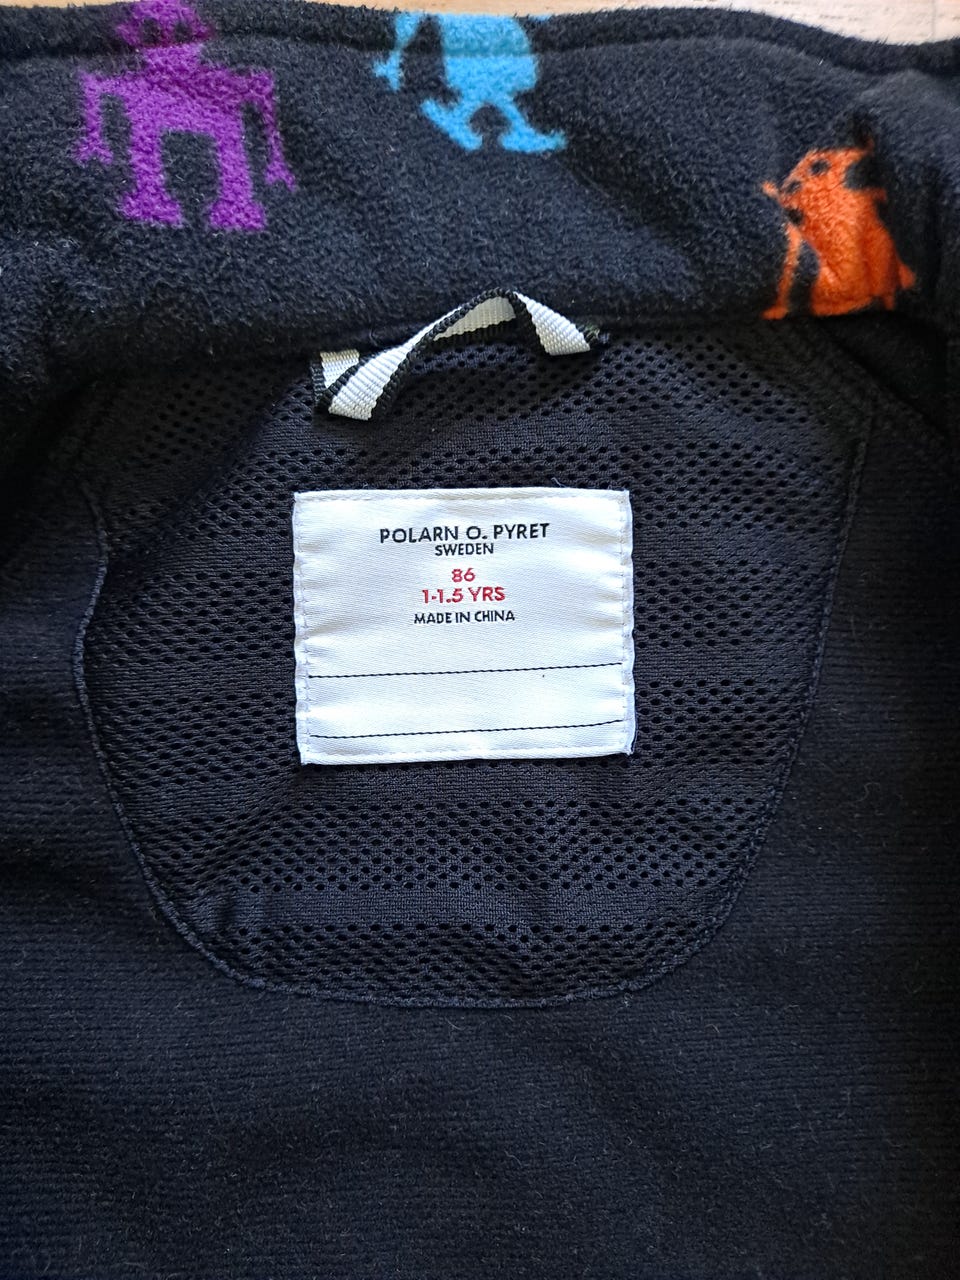 POLARN O. PYRET
SWEDEN
86
1-1.5 YRS
MADE IN CHINA